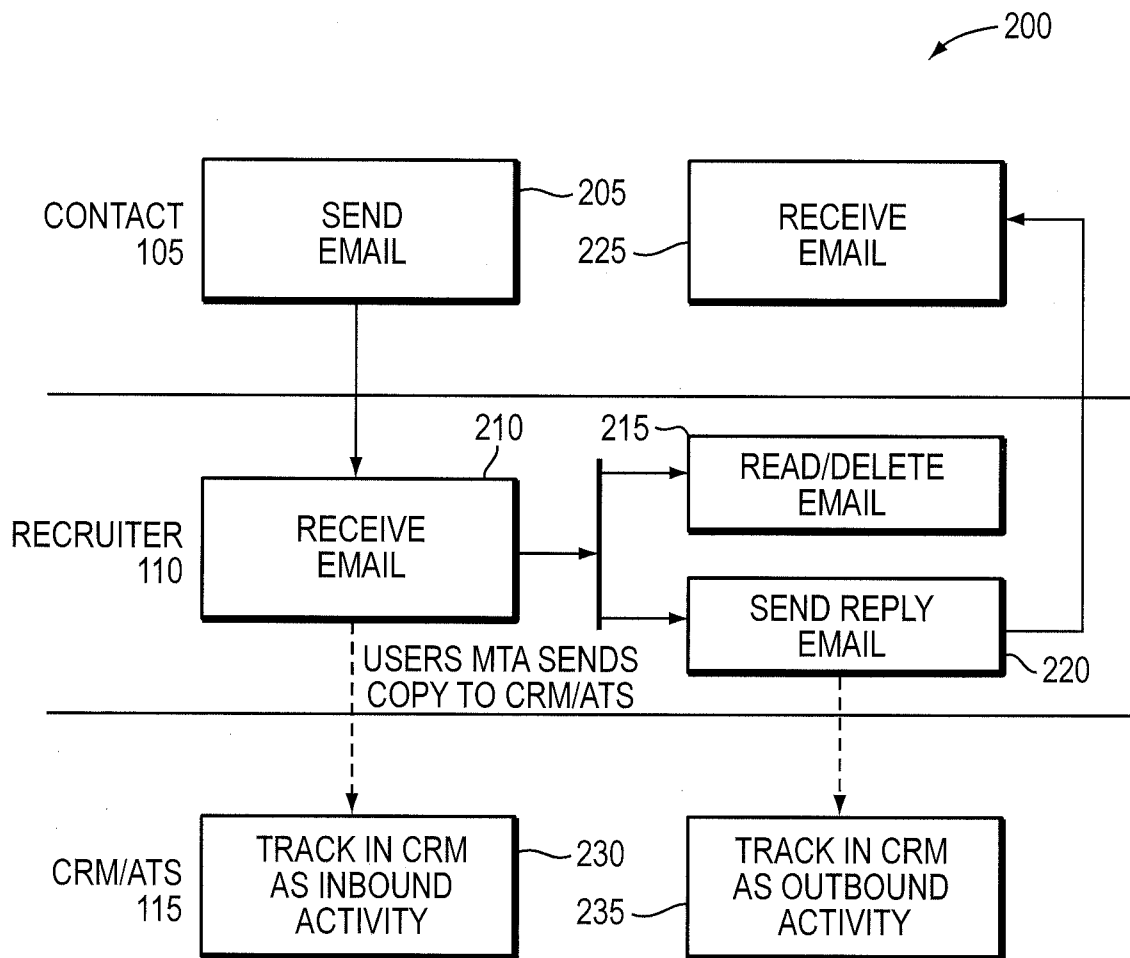 200
CONTACT
105
SEND
EMAIL
205
225
RECEIVE
EMAIL
RECRUITER
110
210
RECEIVE
EMAIL
215
READ/DELETE
EMAIL
SEND REPLY
EMAIL
220
USERS MTA SENDS
COPY TO CRM/ATS
CRM/ATS
115
TRACK IN CRM
AS INBOUND
ACTIVITY
230
235
TRACK IN CRM
AS OUTBOUND
ACTIVITY